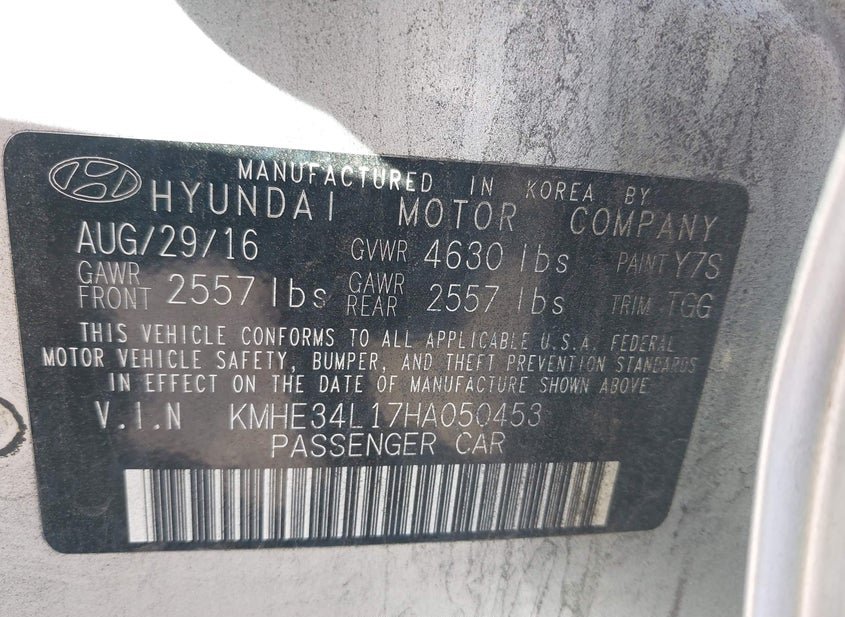 MANUFACTURED IN KOREA BY
HYUNDAI MOTOR COMPANY
AUG/29/16 GVWR 4630 lbs PAINT Y7S
GAWR FRONT 2557 lbs GAWR REAR 2557 lbs TRIM TGG
THIS VEHICLE CONFORMS TO ALL APPLICABLE U.S.A. FEDERAL
MOTOR VEHICLE SAFETY, BUMPER, AND THEFT PREVENTION STANDARDS
IN EFFECT ON THE DATE OF MANUFACTURE SHOWN ABOVE
V.I.N KMHE34L17HA050453
PASSENGER CAR